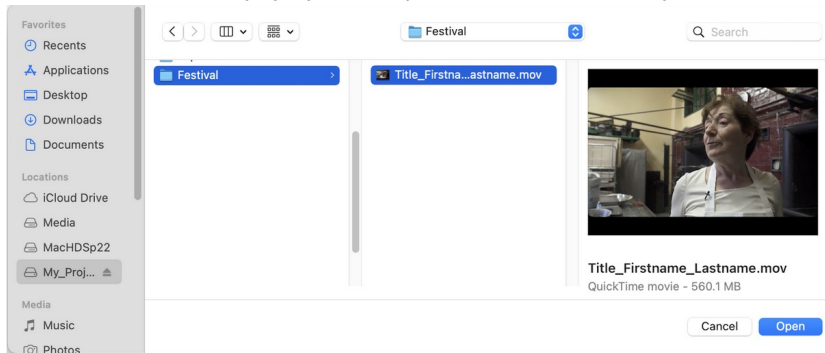 Favorites
Recents
Applications
Desktop
Downloads
Documents
Locations
iCloud Drive
Media
MacHDSp22
My_Proj...
Media
Music
Photos
Festival
Search
Festival
Title_Firstna...astname.mov
Title_Firstname_Lastname.mov
QuickTime movie - 560.1 MB
Cancel
Open